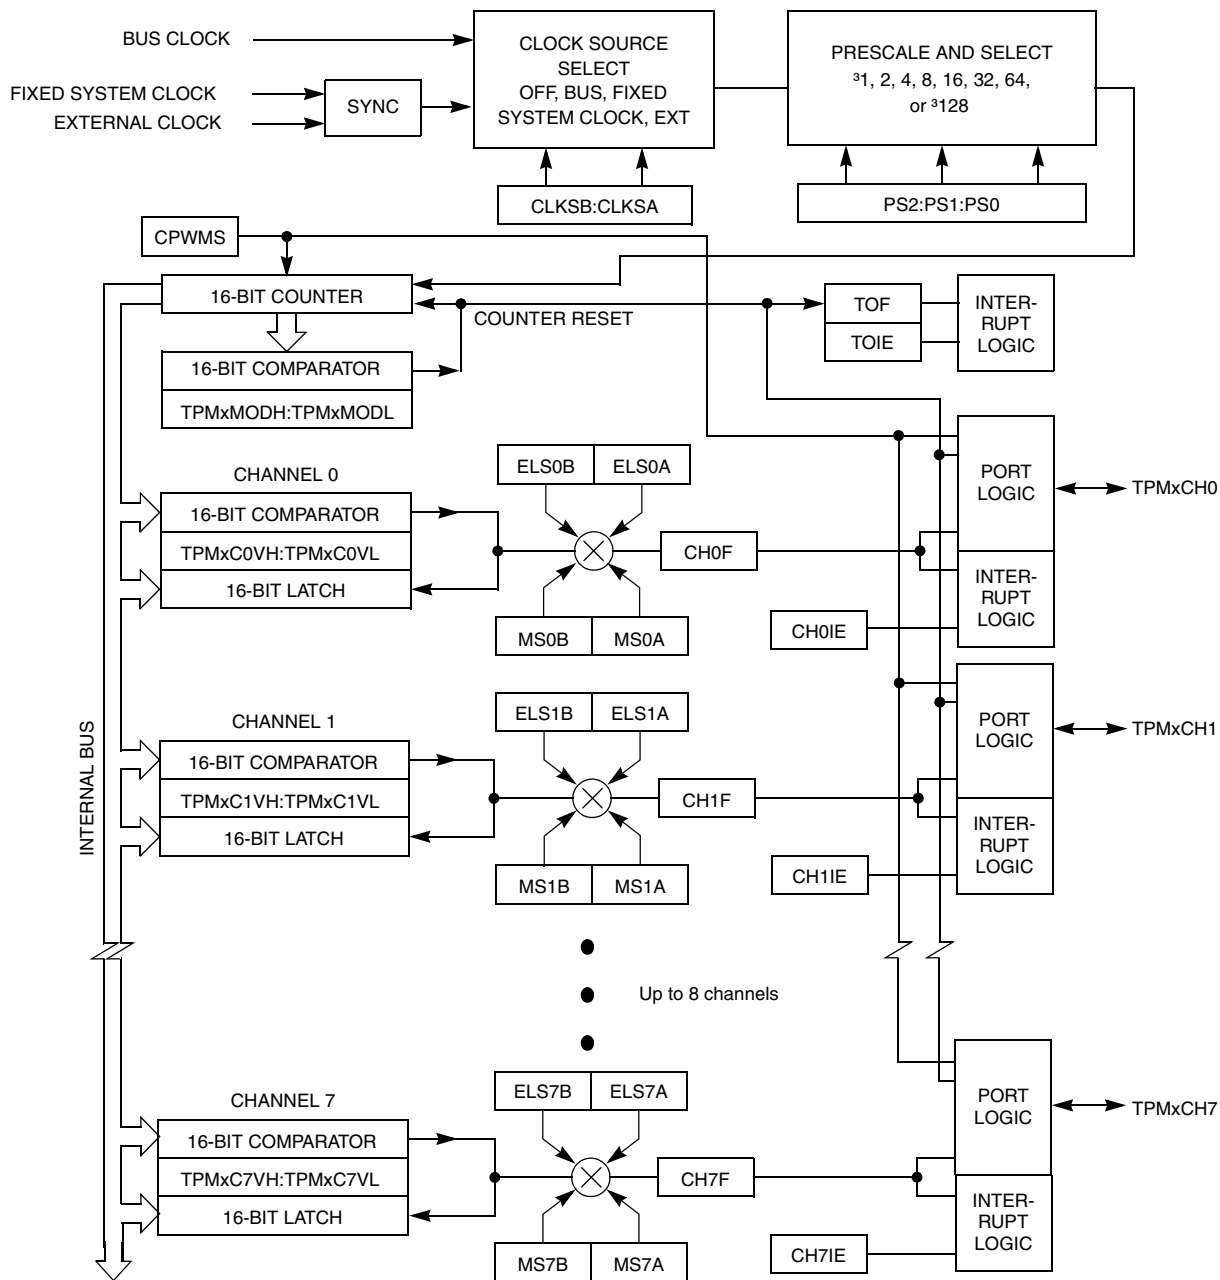 BUS CLOCK
FIXED SYSTEM CLOCK
EXTERNAL CLOCK
SYNC
CLOCK SOURCE
SELECT
OFF, BUS, FIXED
SYSTEM CLOCK, EXT
PRESCALE AND SELECT
³1, 2, 4, 8, 16, 32, 64,
or ³128
CLKSB:CLKSA
PS2:PS1:PS0
CPWMS
16-BIT COUNTER
COUNTER RESET
TOF
TOIE
INTER-
RUPT
LOGIC
16-BIT COMPARATOR
TPMxMODH:TPMxMODL
INTERNAL BUS
CHANNEL 0
16-BIT COMPARATOR
TPMxC0VH:TPMxC0VL
16-BIT LATCH
ELS0B
ELS0A
MS0B
MS0A
CH0F
CH0IE
PORT
LOGIC
INTER-
RUPT
LOGIC
TPMxCH0
CHANNEL 1
16-BIT COMPARATOR
TPMxC1VH:TPMxC1VL
16-BIT LATCH
ELS1B
ELS1A
MS1B
MS1A
CH1F
CH1IE
PORT
LOGIC
INTER-
RUPT
LOGIC
TPMxCH1
Up to 8 channels
CHANNEL 7
16-BIT COMPARATOR
TPMxC7VH:TPMxC7VL
16-BIT LATCH
ELS7B
ELS7A
MS7B
MS7A
CH7F
CH7IE
PORT
LOGIC
INTER-
RUPT
LOGIC
TPMxCH7